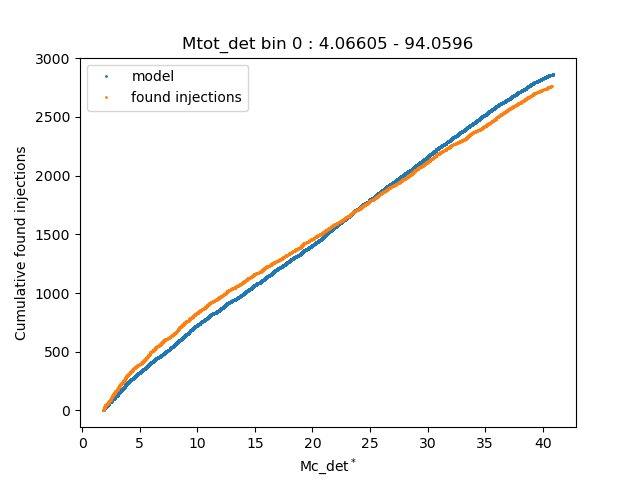 Mtot_det bin 0 : 4.06605 - 94.0596
model
found injections
Cumulative found injections
3000
2500
2000
1500
1000
500
0
0 5 10 15 20 25 30 35 40
Mc_det*